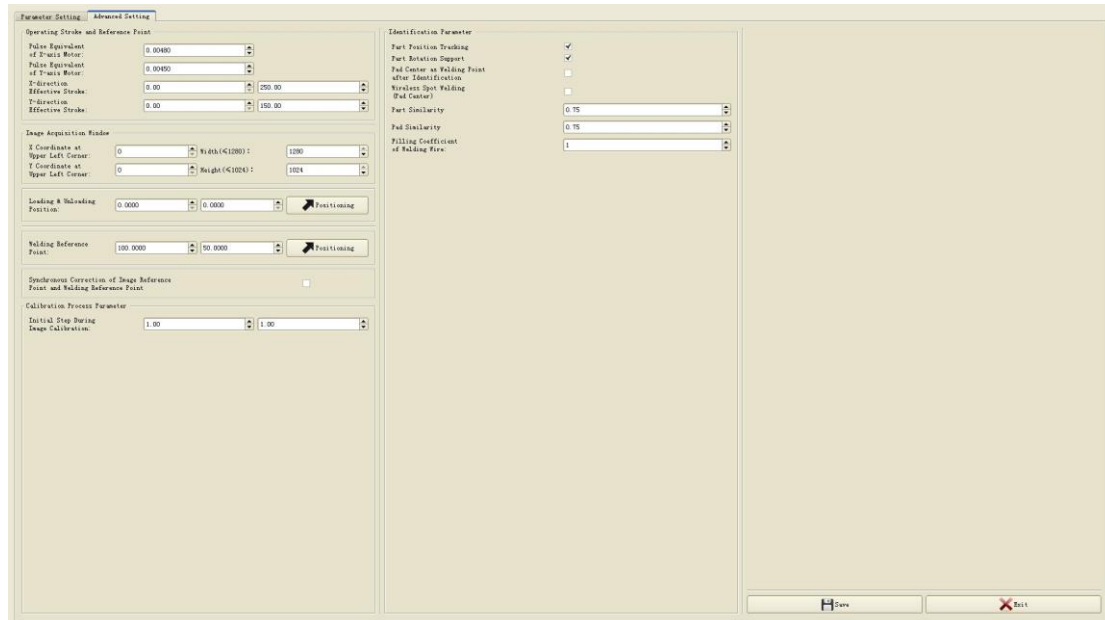 Parameter Setting
Advanced Setting
Operating Stroke and Reference Point
Pulse Equivalent
of X-axis Motor:
0.00480
Pulse Equivalent
of Y-axis Motor:
0.00450
X-direction
Effective Stroke:
0.00
250.00
Y-direction
Effective Stroke:
0.00
150.00
Image Acquisition Window
X Coordinate at
Upper Left Corner:
0
Width(≤1280):
1280
Y Coordinate at
Upper Left Corner:
0
Height(≤1024):
1024
Loading & Unloading
Position:
0.0000
0.0000
Positioning
Welding Reference
Point:
100.0000
50.0000
Positioning
Synchronous Correction of Image Reference
Point and Welding Reference Point
Calibration Process Parameter
Initial Step During
Image Calibration:
1.00
1.00
Identification Parameter
Part Position Tracking
Part Rotation Support
Pad Center as Welding Point
after Identification
Wireless Spot Welding
(Pad Center)
Part Similarity
0.75
Pad Similarity
0.75
Filling Coefficient
of Welding Wire:
1
Save
Exit